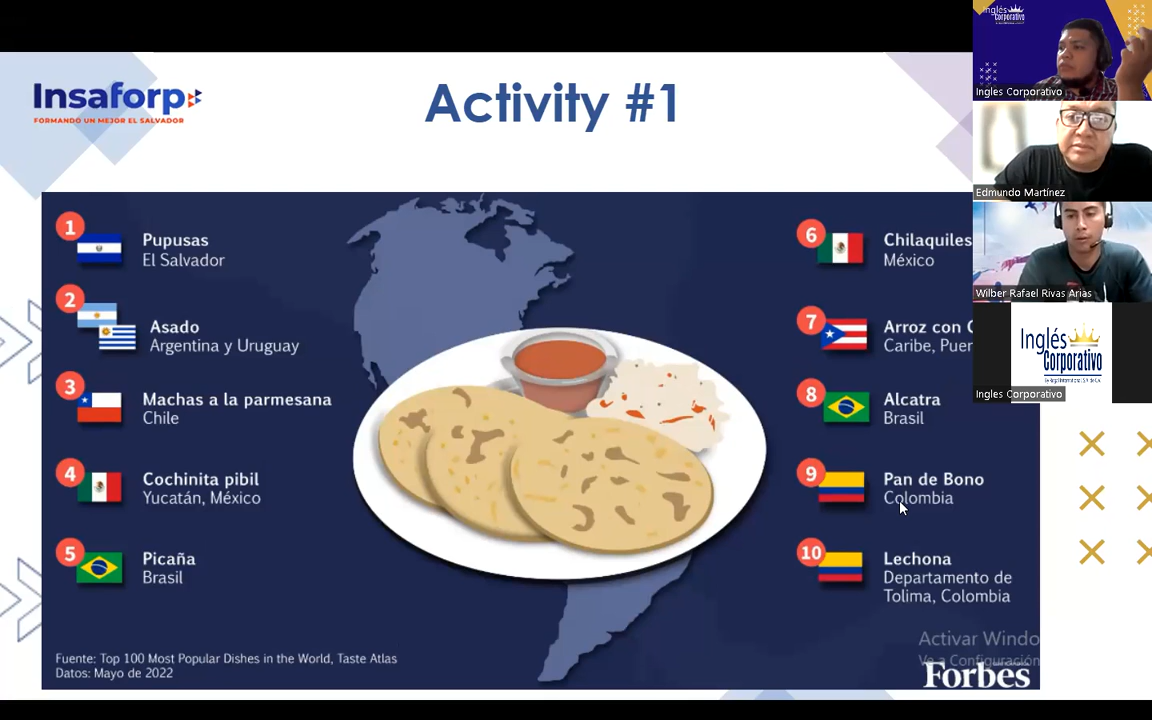 Insaforp
FORMANDO UN MEJOR EL SALVADOR
Activity #1
1
Pupusas
El Salvador
2
Asado
Argentina y Uruguay
3
Machas a la parmesana
Chile
4
Cochinita pibil
Yucatán, México
5
Picaña
Brasil
6
Chilaquiles
México
7
Arroz con
Caribe,
8
Alcatra
Brasil
9
Pan de Bono
Colombia
10
Lechona
Departamento de
Tolima, Colombia
Fuente: Top 100 Most Popular Dishes in the World, Taste Atlas
Datos: Mayo de 2022
Activar
Ve a
Forbes
Inglés
Corporativo
Ingles Corporativo
Edmundo Martínez
Wilber Rafael Rivas Arias
Inglés
Corporativo
Ingles Corporativo